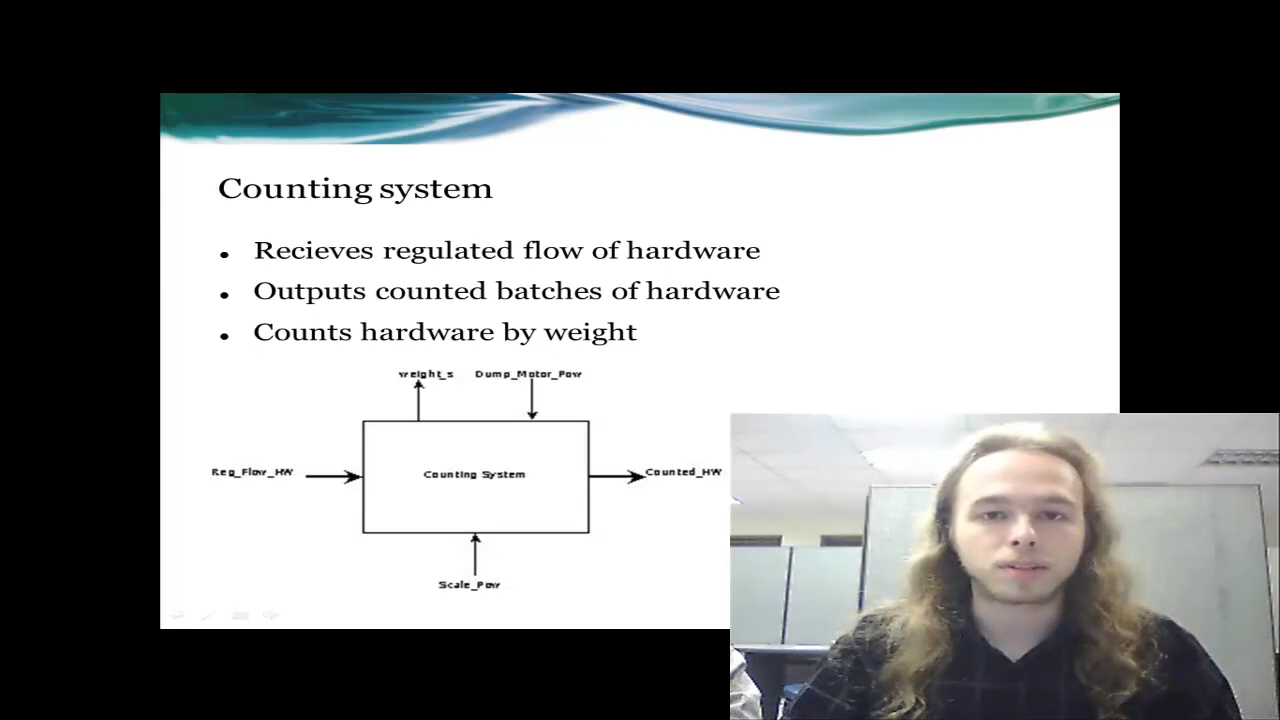 Counting system
• Recieves regulated flow of hardware
• Outputs counted batches of hardware
• Counts hardware by weight
weight_s Dump_Motor_Pow
Reg_Flow_HW Counting System Counted_HW
Scale_Pow